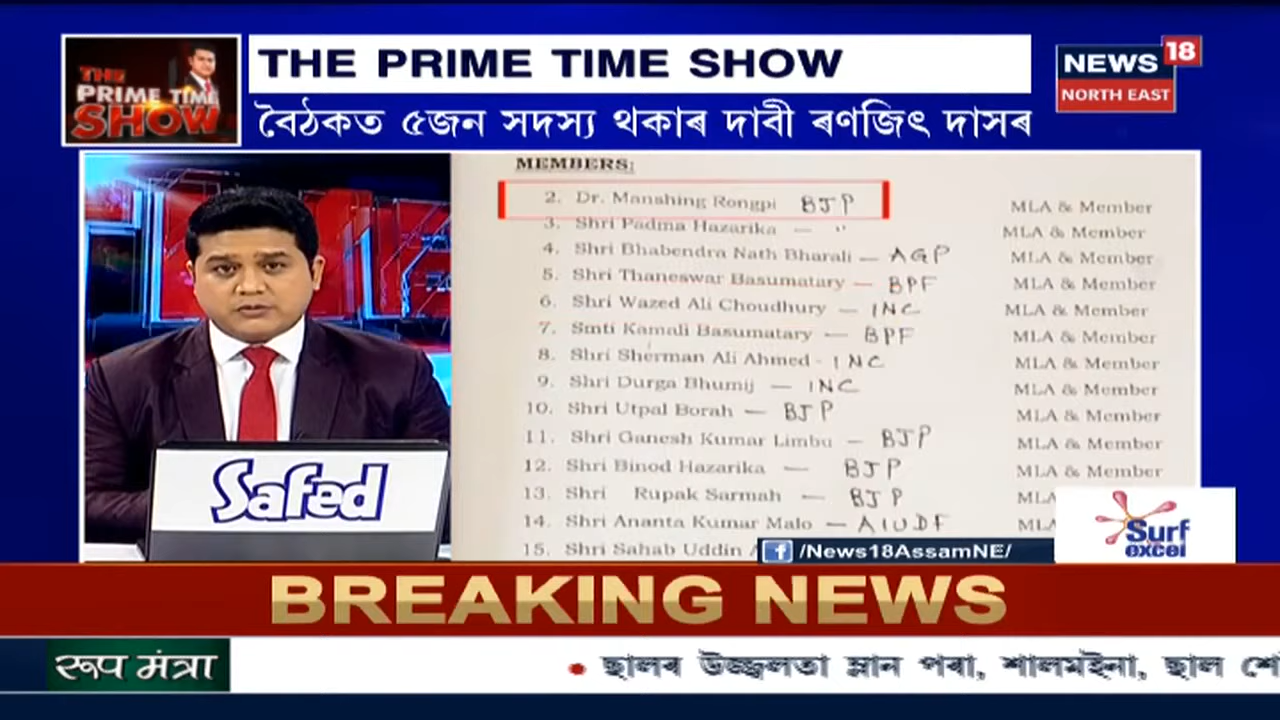 THE PRIME TIME SHOW
THE PRIME TIME SHOW
NEWS 18
NORTH EAST
বৈঠকত ৫জন সদস্য থকাৰ দাবী ৰণজিৎ দাসৰ
MEMBERS:
2. Dr. Manshing Rongpi BJP MLA & Member
3. Shri Padma Hazarika — " MLA & Member
4. Shri Bhabendra Nath Bharali — AGP MLA & Member
5. Shri Thaneswar Basumatary — BPF MLA & Member
6. Shri Wazed Ali Choudhury — INC MLA & Member
7. Smti Kamali Basumatary — BPF MLA & Member
8. Shri Sherman Ali Ahmed - INC MLA & Member
9. Shri Durga Bhumij — INC MLA & Member
10. Shri Utpal Borah — BJP MLA & Member
11. Shri Ganesh Kumar Limbu — BJP MLA & Member
12. Shri Binod Hazarika — BJP MLA & Member
13. Shri Rupak Sarmah — BJP MLA
14. Shri Ananta Kumar Malo — AIUDF MLA
15. Shri Sahab Uddin
Safed
/News18AssamNE/
Surf excel
BREAKING NEWS
ৰূপ মন্ত্ৰা
• ছালৰ উজ্জ্বলতা ম্লান পৰা, শালমইনা, ছাল